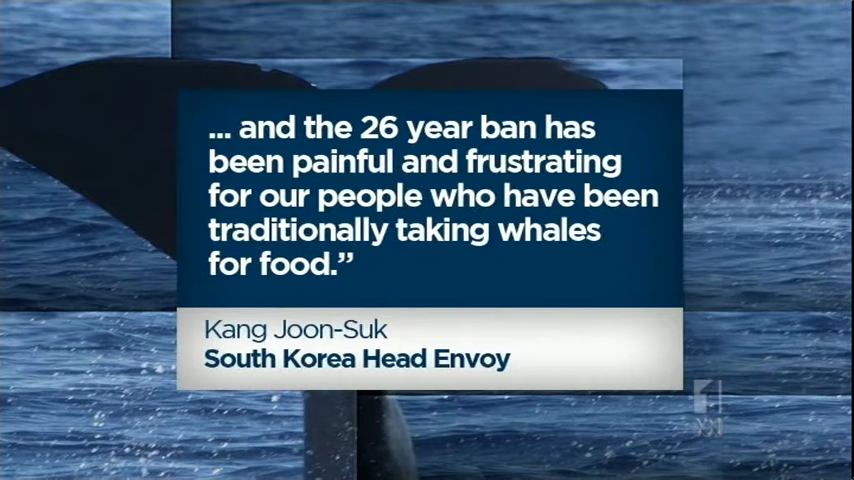 ... and the 26 year ban has
been painful and frustrating
for our people who have been
traditionally taking whales
for food.”
Kang Joon-Suk
South Korea Head Envoy
1